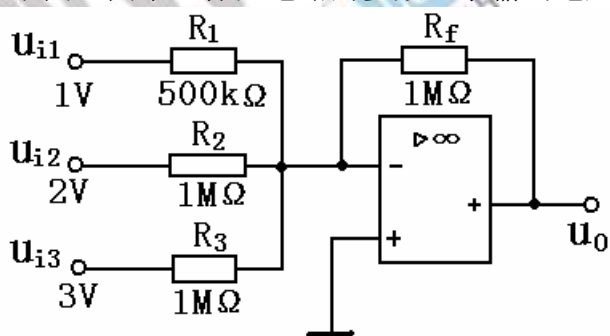 R1
Rf
ui1
1V
500kΩ
1MΩ
R2
▷∞
ui2
2V
1MΩ
-
+
u0
R3
+
ui3
3V
1MΩ